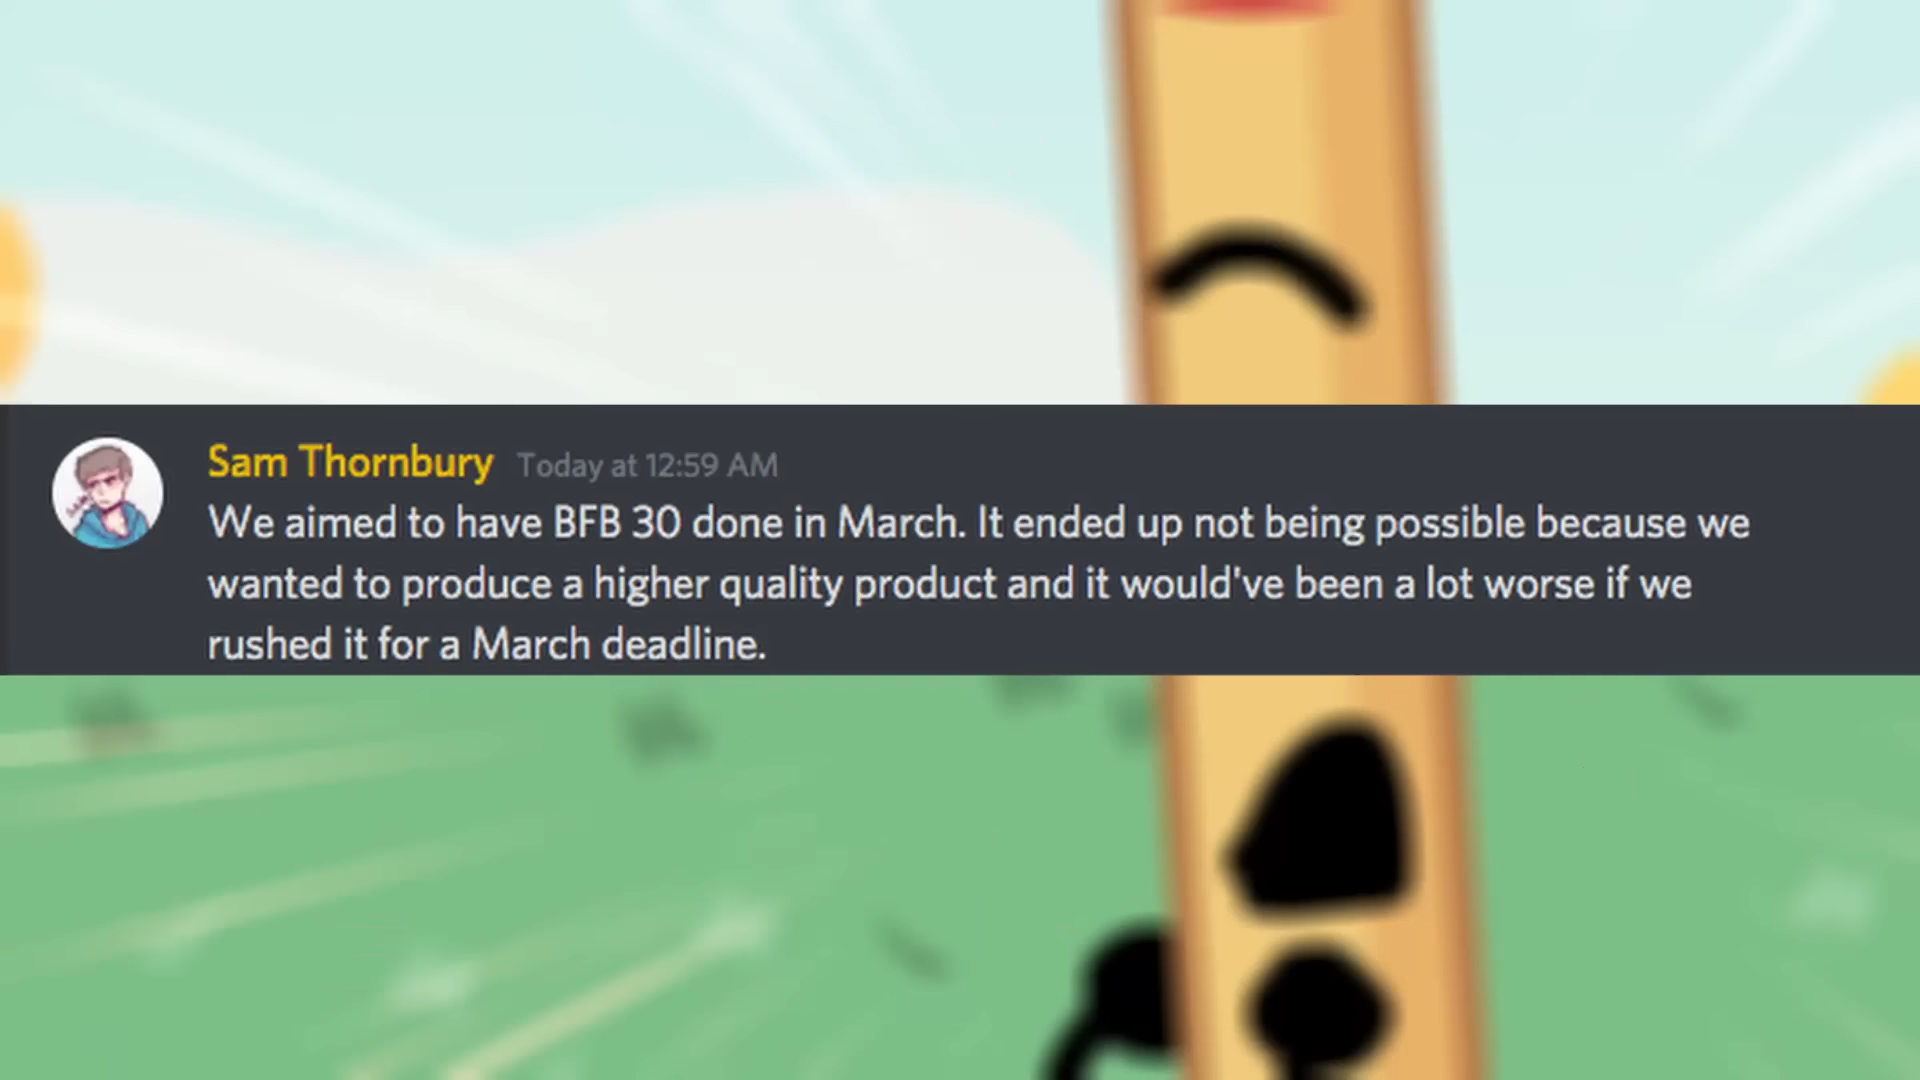 Sam Thornbury Today at 12:59 AM
We aimed to have BFB 30 done in March. It ended up not being possible because we
wanted to produce a higher quality product and it would've been a lot worse if we
rushed it for a March deadline.